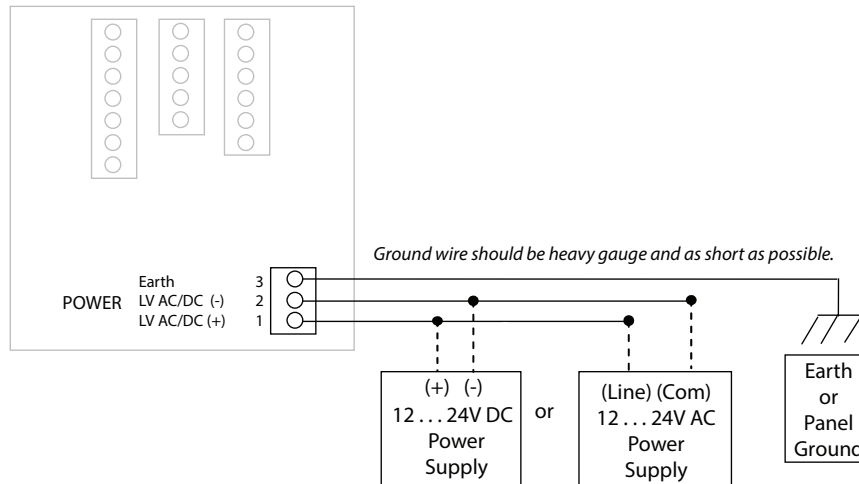 Ground wire should be heavy gauge and as short as possible.
POWER
Earth 3
LV AC/DC (-) 2
LV AC/DC (+) 1
(+) (-)
12 . . . 24V DC
Power
Supply
or
(Line) (Com)
12 . . . 24V AC
Power
Supply
Earth
or
Panel
Ground